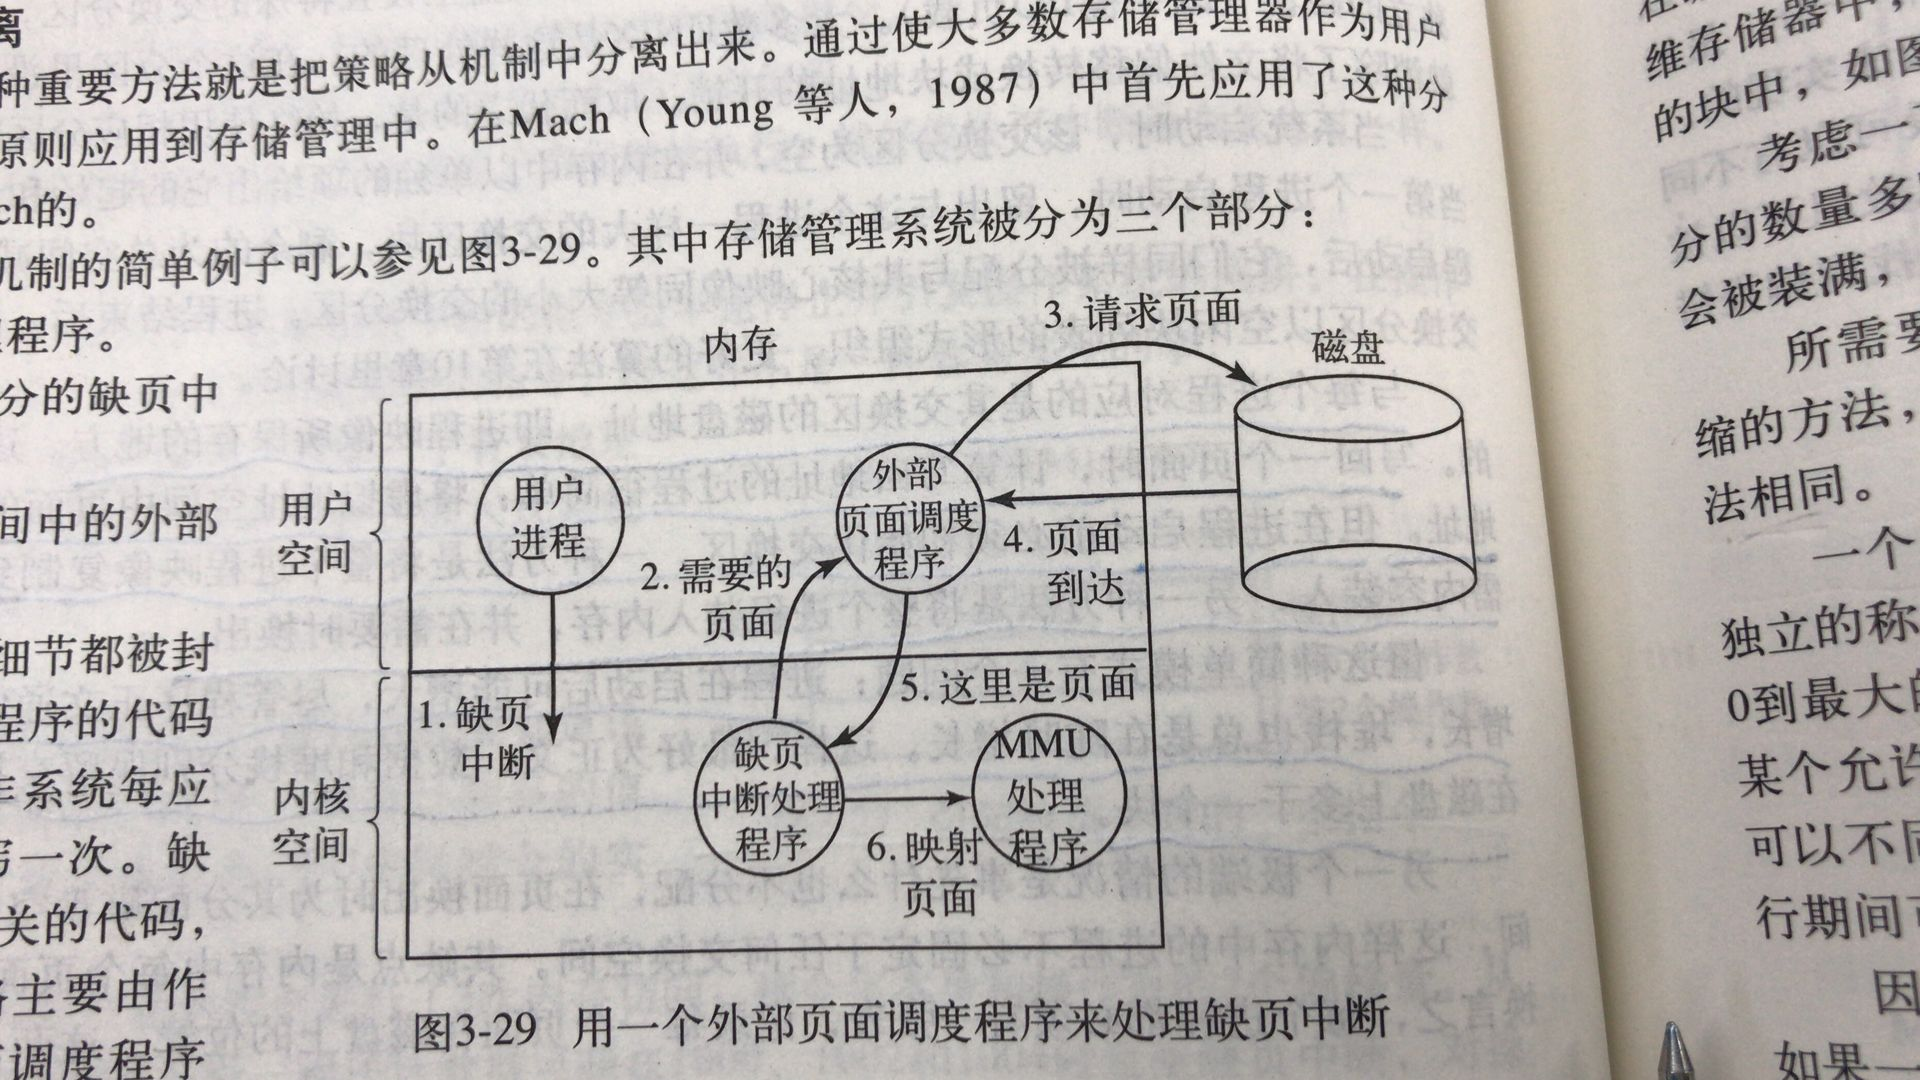 离
种重要方法就是把策略从机制中分离出来。通过使大多数存储管理器作为用户
原则应用到存储管理中。在Mach（Young 等人，1987）中首先应用了这种分
ch的。
机制的简单例子可以参见图3-29。其中存储管理系统被分为三个部分：
程序。
分的缺页中
间中的外部
细节都被封
程序的代码
系统每应
一次。缺
关的代码，
主要由作
调度程序
内存
3. 请求页面
磁盘
用户
空间
用户
进程
外部
页面调度
程序
2. 需要的
页面
4. 页面
到达
1. 缺页
中断
5. 这里是页面
内核
空间
缺页
中断处理
程序
MMU
处理
程序
6. 映射
页面
图3-29 用一个外部页面调度程序来处理缺页中断
维存储器中，
的块中，如图
考虑一
分的数量多
会被装满，
所需要
缩的方法，
法相同。
一个
独立的称
0到最大的
某个允许
可以不同
行期间可
因
如果一